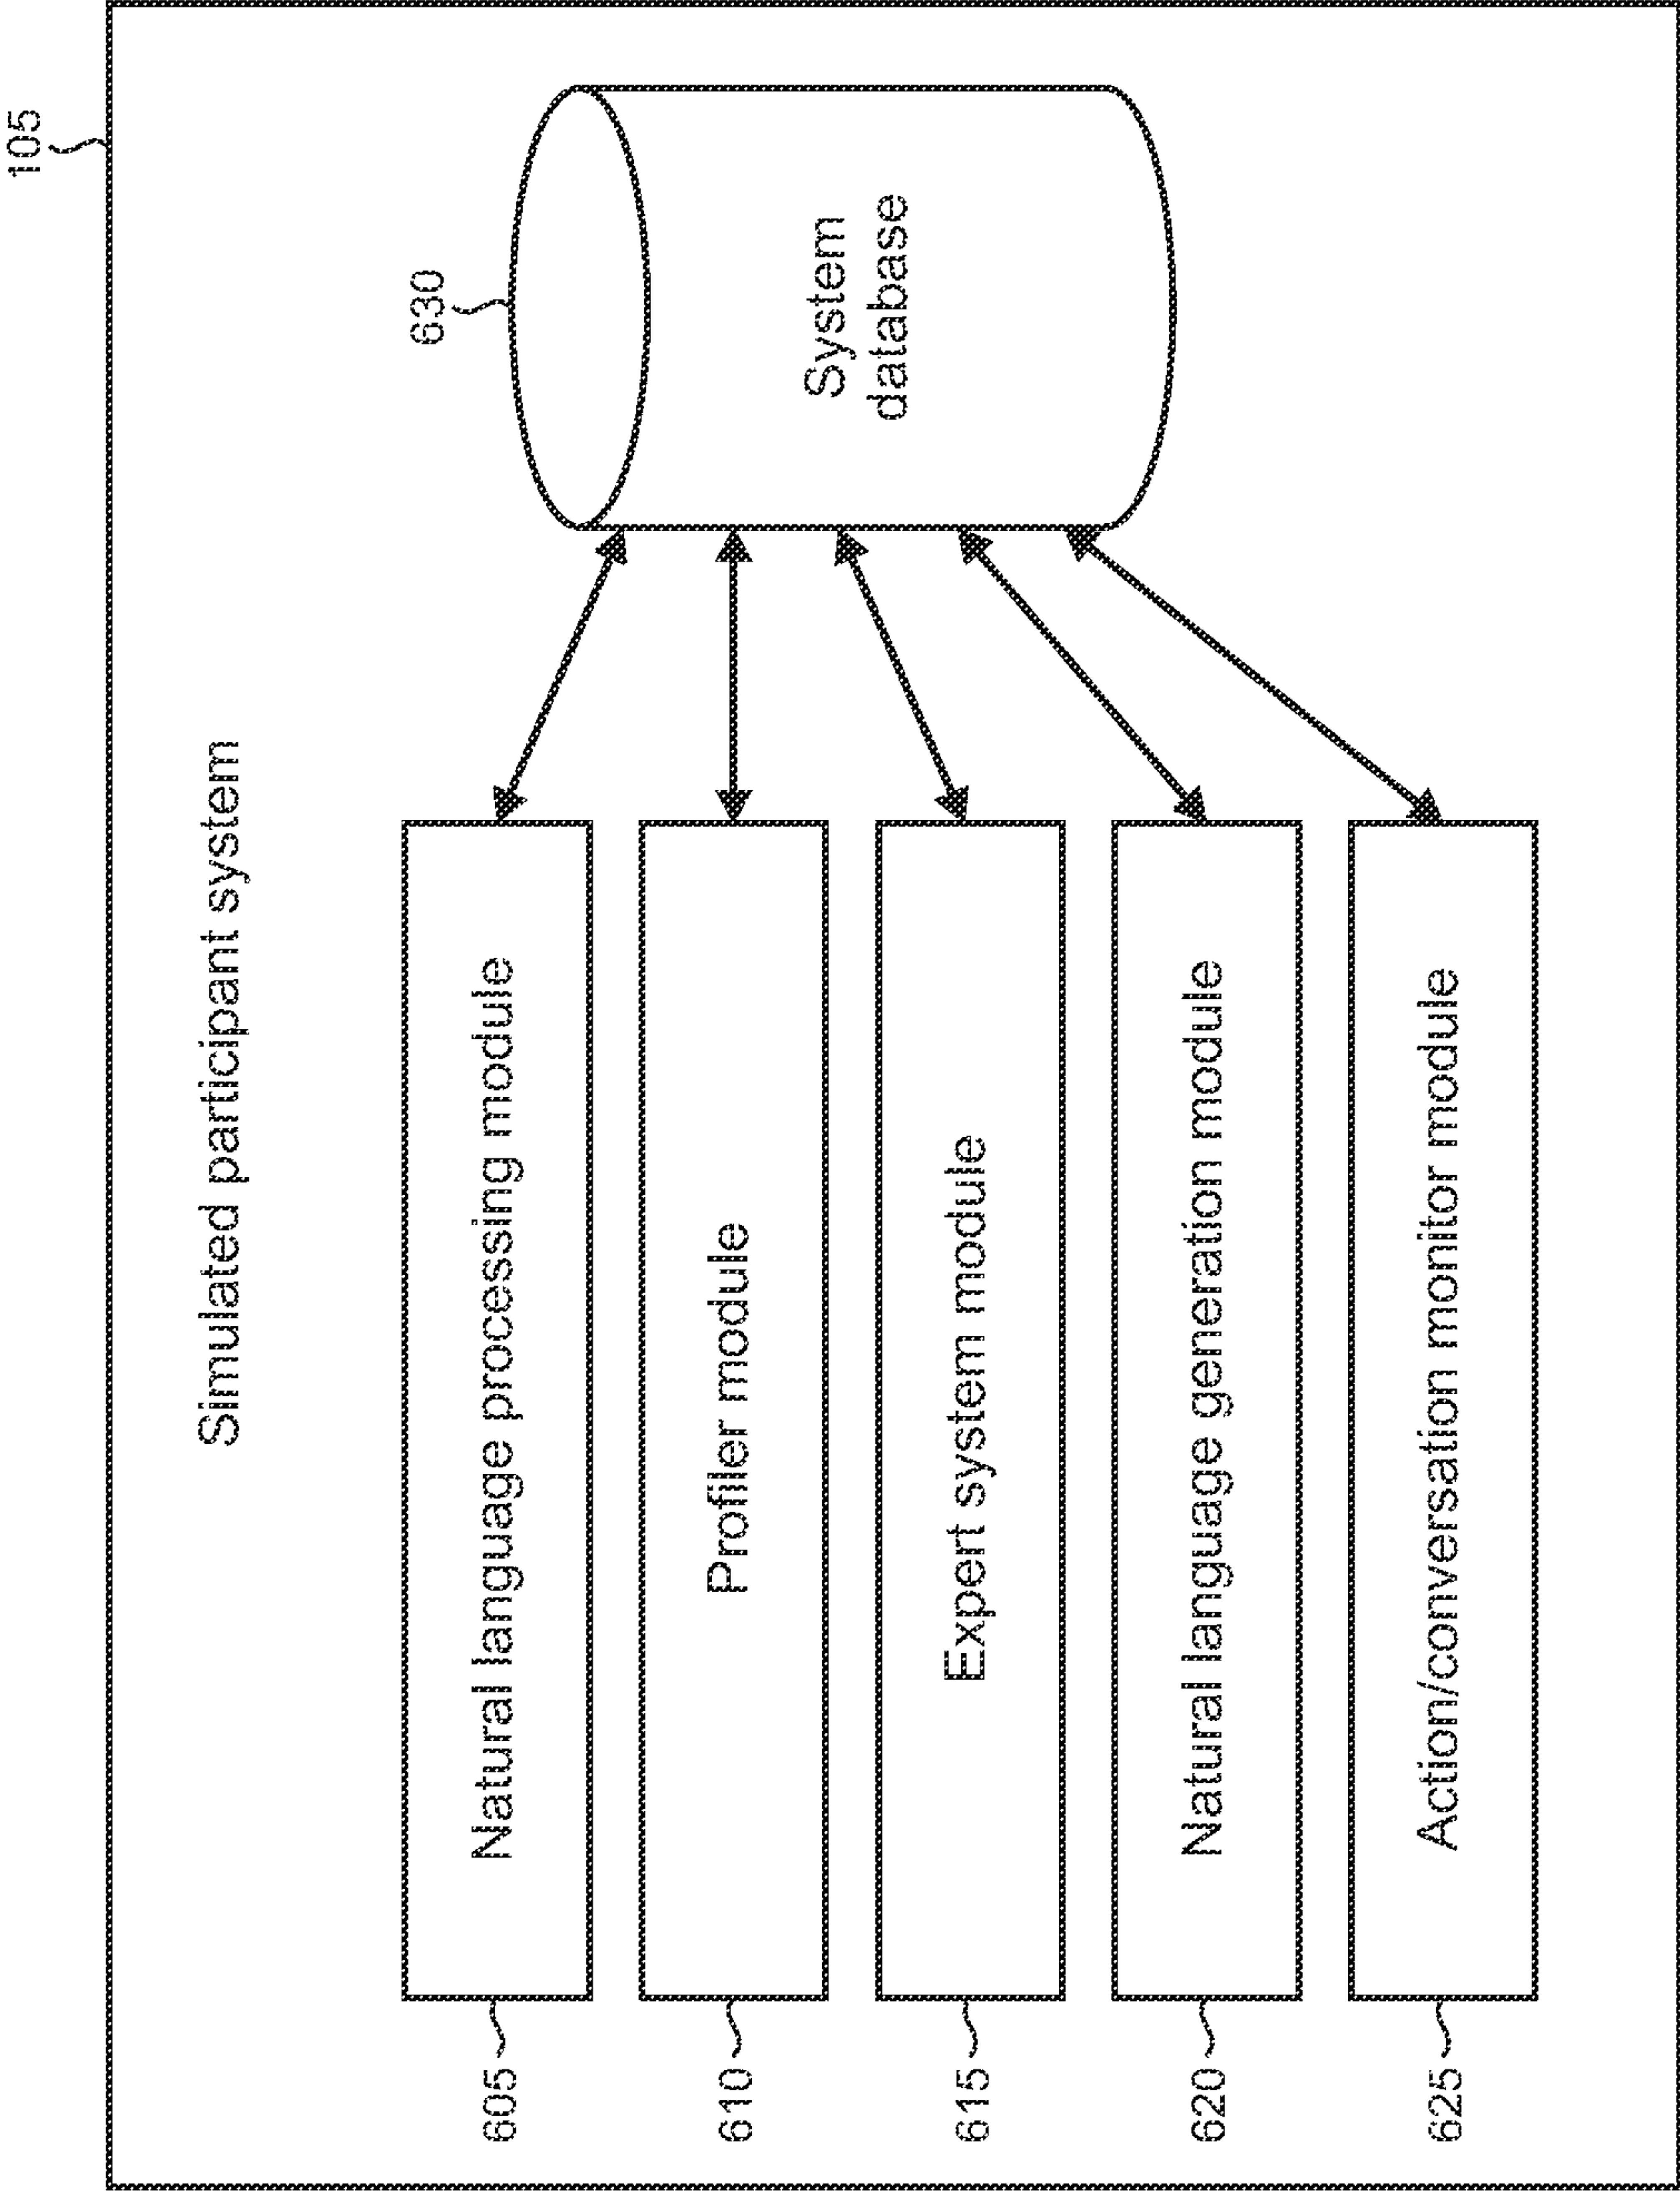 105
Simulated participant system
605
Natural language processing module
610
Profiler module
615
Expert system module
620
Natural language generation module
625
Action/conversation monitor module
630
System
database